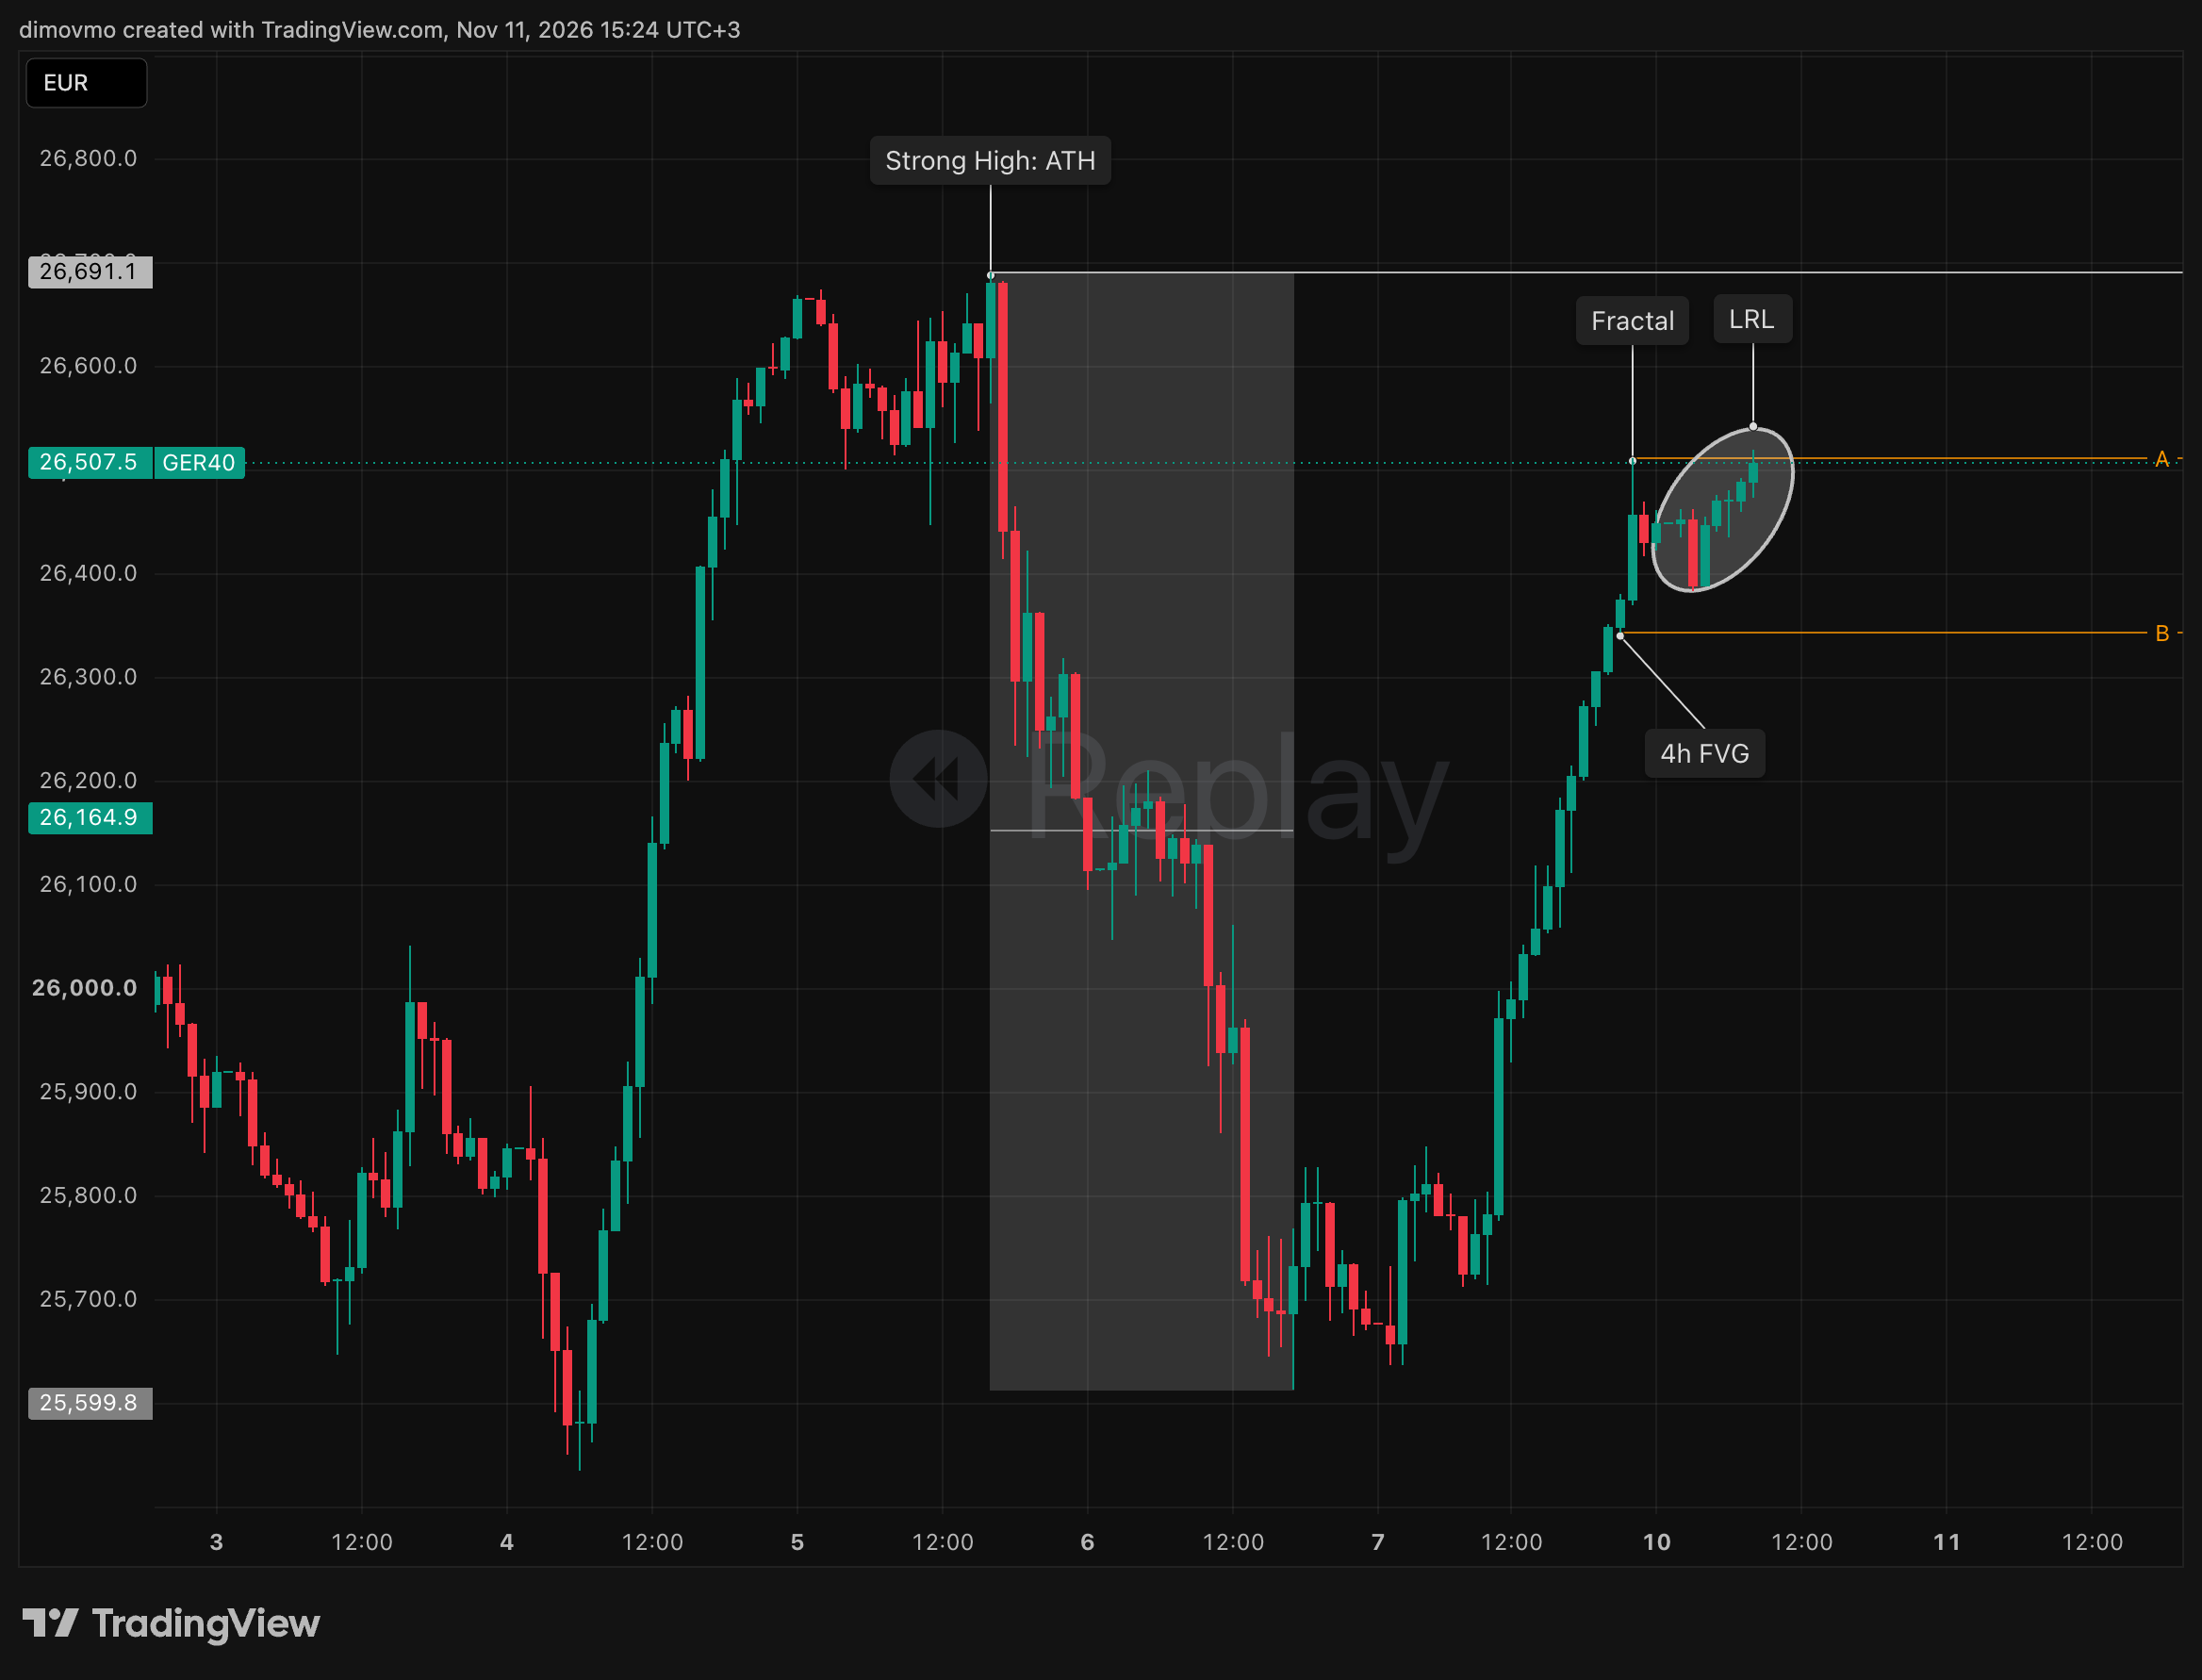 dimovmo created with TradingView.com, Nov 11, 2026 15:24 UTC+3
EUR
26,800.0
Strong High: ATH
26,691.1
Fractal
LRL
26,600.0
26,507.5 GER40
A
26,400.0
B
26,300.0
4h FVG
Replay
26,200.0
26,164.9
26,100.0
26,000.0
25,900.0
25,800.0
25,700.0
25,599.8
3 12:00 4 12:00 5 12:00 6 12:00 7 12:00 10 12:00 11 12:00
TradingView